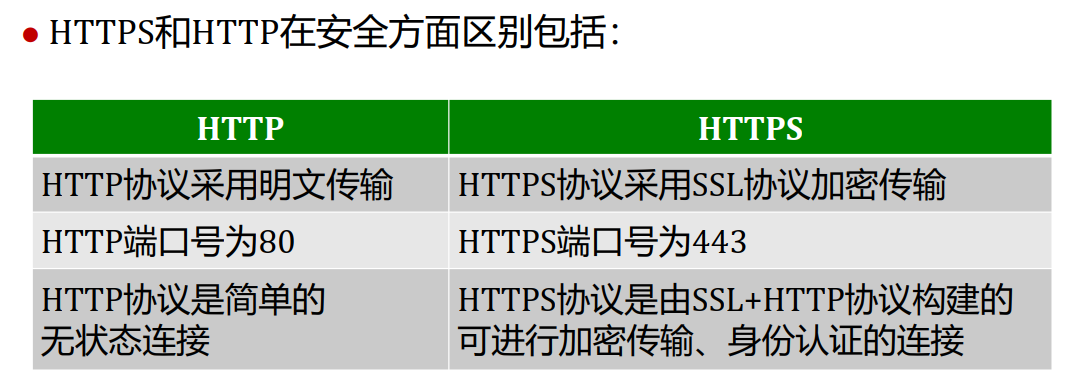 HTTPS和HTTP在安全方面区别包括：
HTTP
HTTPS
HTTP协议采用明文传输
HTTPS协议采用SSL协议加密传输
HTTP端口号为80
HTTPS端口号为443
HTTP协议是简单的
无状态连接
HTTPS协议是由SSL+HTTP协议构建的
可进行加密传输、身份认证的连接